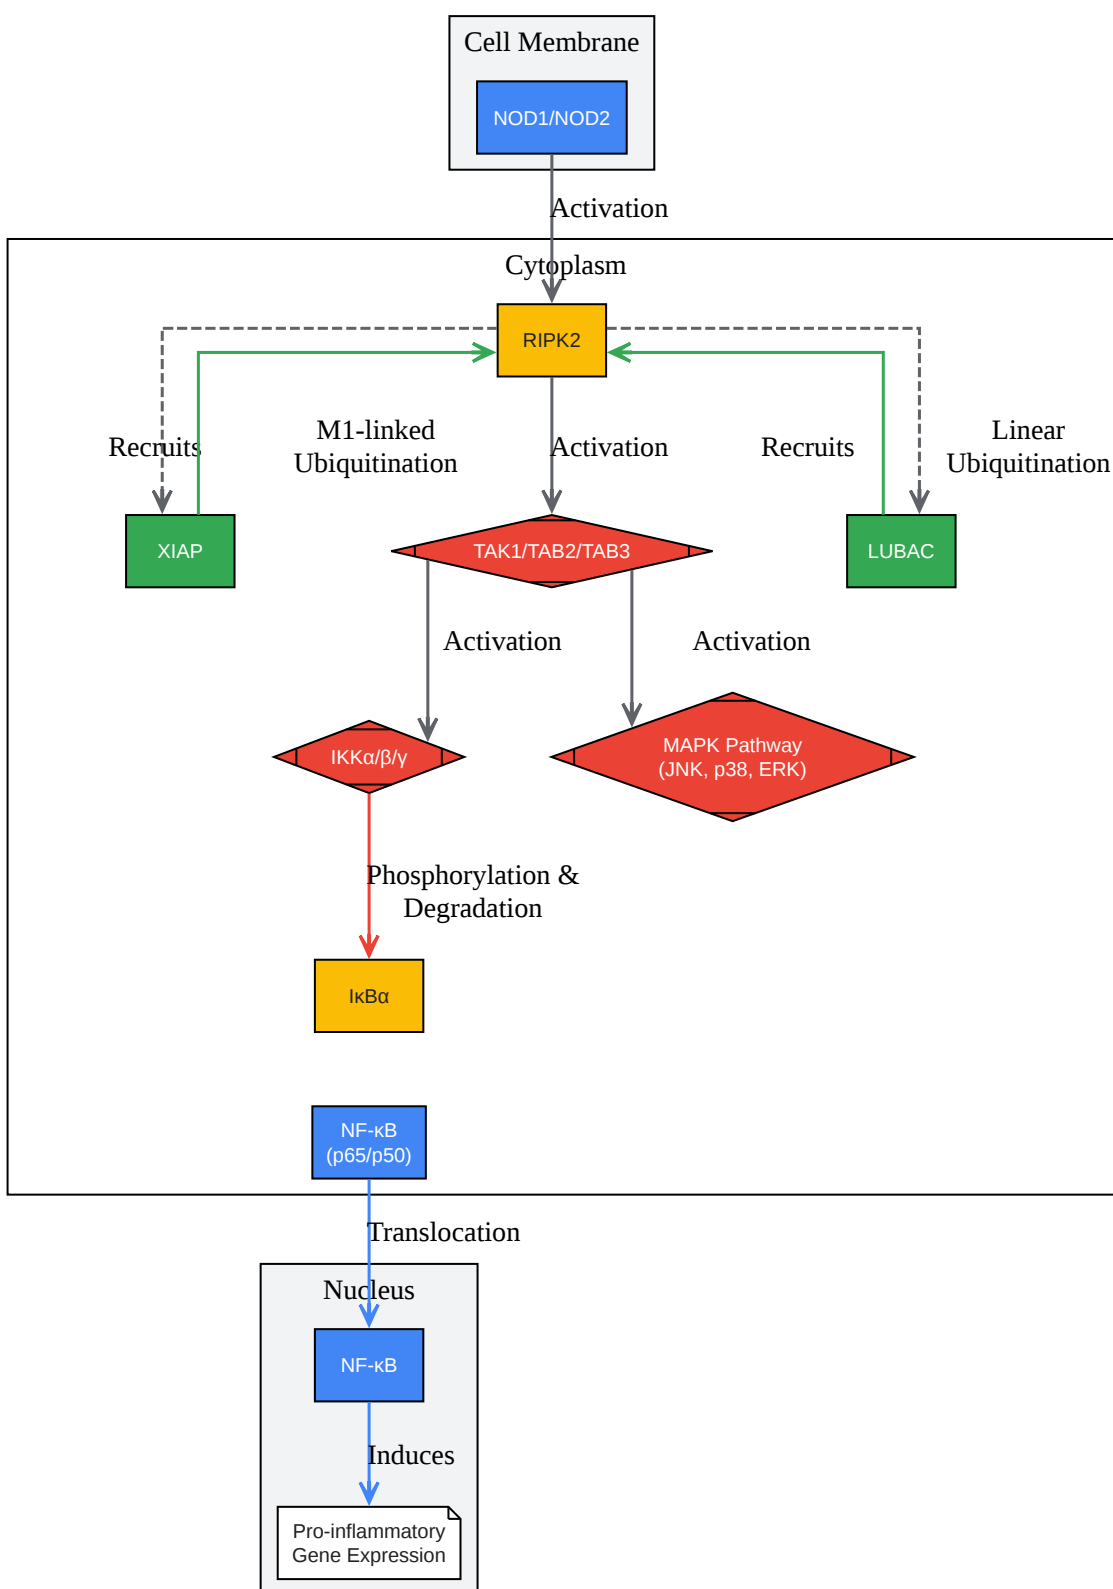 Cell Membrane
NOD1/NOD2
Activation
Cytoplasm
RIPK2
Recruits
M1-linked
Ubiquitination
Activation
Recruits
Linear
Ubiquitination
XIAP
TAK1/TAB2/TAB3
LUBAC
Activation
Activation
IKKα/β/γ
MAPK Pathway
(JNK, p38, ERK)
Phosphorylation &
Degradation
IκBα
NF-κB
(p65/p50)
Translocation
Nucleus
NF-κB
Induces
Pro-inflammatory
Gene Expression